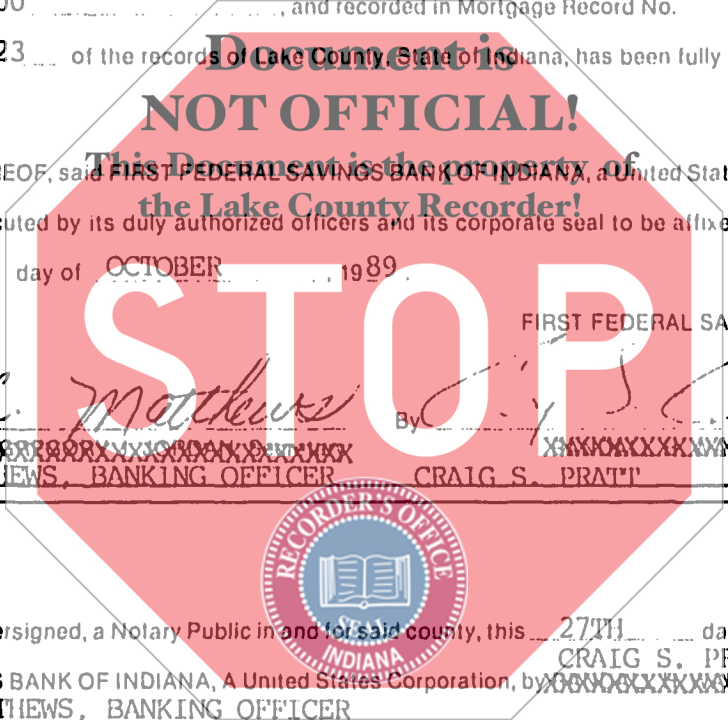 , and recorded in Mortgage Record No.
23 of the records of Lake County, State of Indiana, has been fully
Document is
NOT OFFICIAL!
This Document is the property of
the Lake County Recorder!
EOF, said FIRST FEDERAL SAVINGS BANK OF INDIANA, a United Stat
uted by its duly authorized officers and its corporate seal to be affixe
day of OCTOBER , 1989.
STOP
FIRST FEDERAL SA
Matthews By
EWS, BANKING OFFICER CRAIG S. PRATT
RECORDER'S OFFICE
SEAL
INDIANA
ersigned, a Notary Public in and for said county, this 27TH da
CRAIG S. P
BANK OF INDIANA, A United States Corporation, by
THEWS, BANKING OFFICER